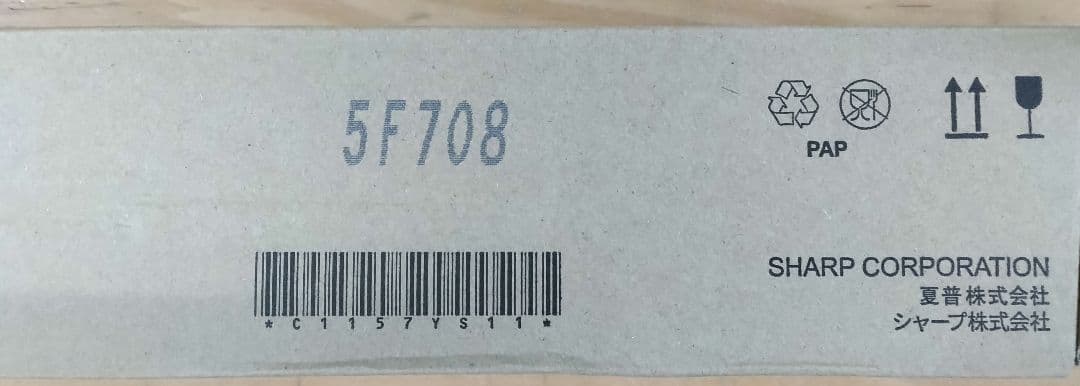 5F708
PAP
*C1157YS11*
SHARP CORPORATION
夏普株式会社
シャープ株式会社